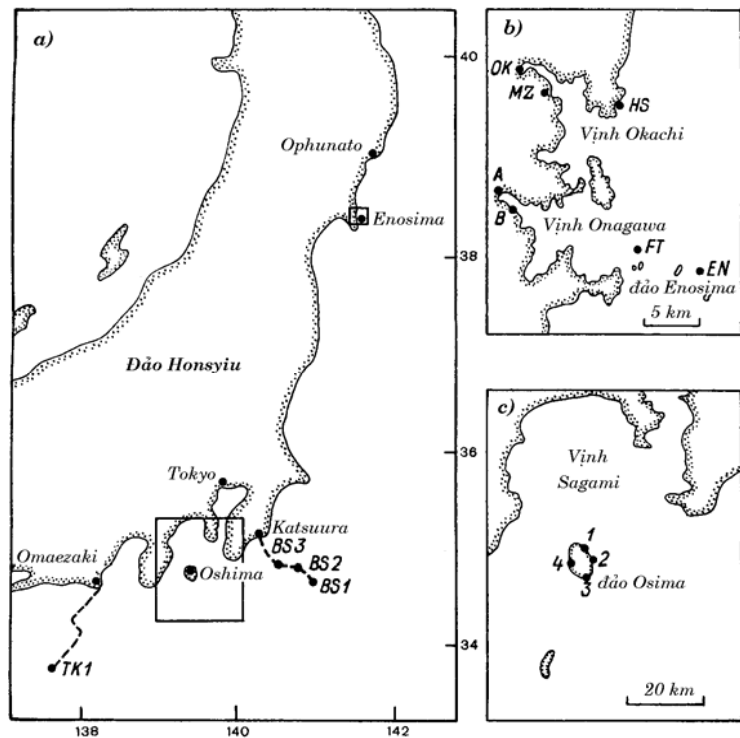 a)
40
Ophunato
Enosima
38
Đảo Honsyiu
36
Tokyo
Katsuura
BS3
BS2
BS1
Omaezaki
Oshima
34
TK1
138
140
142
b)
OK
MZ
HS
Vịnh Okachi
A
B
Vịnh Onagawa
FT
EN
đảo Enosima
5 km
c)
Vịnh
Sagami
1
2
4
3
đảo Osima
20 km